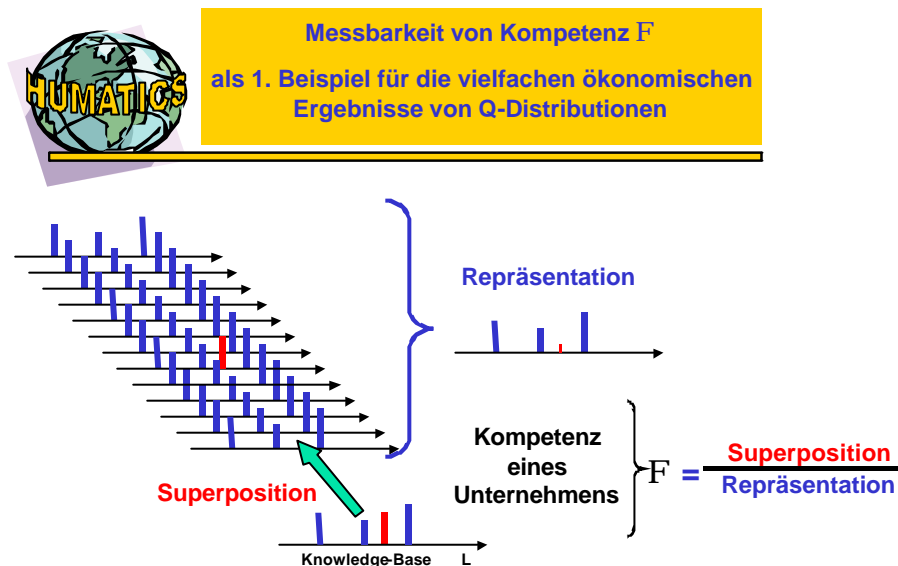 HUMATICS
Messbarkeit von Kompetenz F
als 1. Beispiel für die vielfachen ökonomischen
Ergebnisse von Q-Distributionen
Repräsentation
Kompetenz
eines
Unternehmens
F = Superposition
Repräsentation
Superposition
Knowledge-Base L